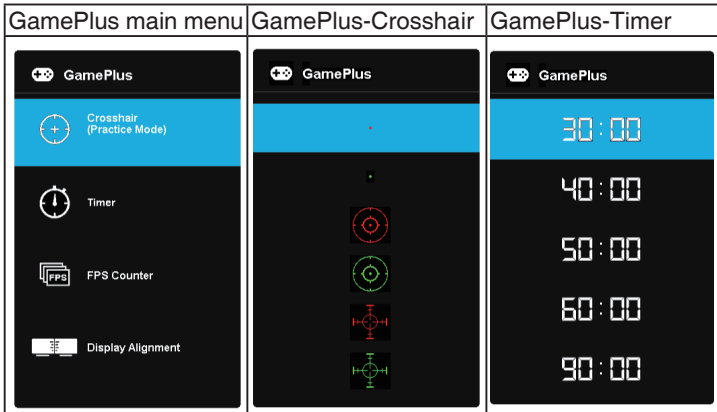 GamePlus main menu
GamePlus-Crosshair
GamePlus-Timer
GamePlus
Crosshair
(Practice Mode)
Timer
FPS
FPS Counter
Display Alignment
GamePlus
GamePlus
30:00
40:00
50:00
60:00
90:00